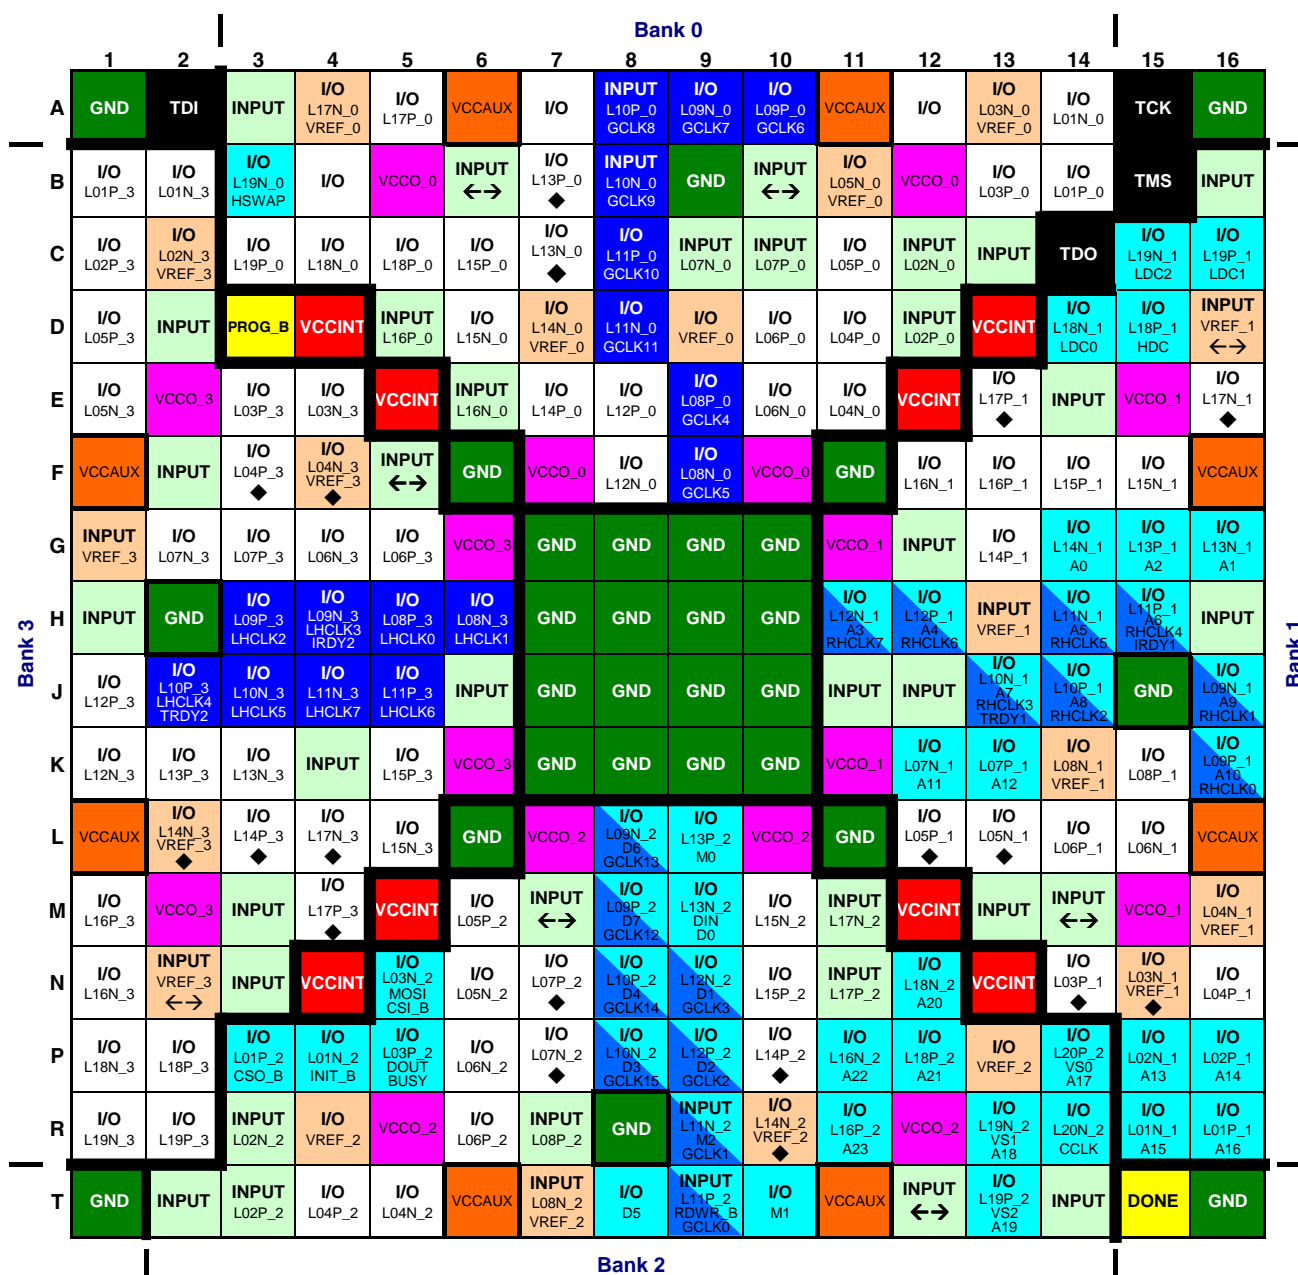 Bank 0
1 2 3 4 5 6 7 8 9 10 11 12 13 14 15 16
A GND TDI INPUT I/O L17N_0 VREF_0 I/O L17P_0 VCCAUX I/O INPUT L10P_0 GCLK8 I/O L09N_0 GCLK7 I/O L09P_0 GCLK6 VCCAUX I/O I/O L03N_0 VREF_0 I/O L01N_0 TCK GND
B I/O L01P_3 I/O L01N_3 I/O L19N_0 HSWAP I/O VCCO_0 INPUT ←→ I/O L13P_0 ◆ INPUT L10N_0 GCLK9 GND INPUT ←→ I/O L05N_0 VREF_0 VCCO_0 I/O L03P_0 I/O L01P_0 TMS INPUT
C I/O L02P_3 I/O L02N_3 VREF_3 I/O L19P_0 I/O L18N_0 I/O L18P_0 I/O L15P_0 I/O L13N_0 ◆ I/O L11P_0 GCLK10 INPUT L07N_0 INPUT L07P_0 I/O L05P_0 INPUT L02N_0 INPUT TDO I/O L19N_1 LDC2 I/O L19P_1 LDC1
D I/O L05P_3 INPUT PROG_B VCCINT INPUT L16P_0 I/O L15N_0 I/O L14N_0 VREF_0 I/O L11N_0 GCLK11 I/O VREF_0 I/O L06P_0 I/O L04P_0 INPUT L02P_0 VCCINT I/O L18N_1 LDC0 I/O L18P_1 HDC INPUT VREF_1 ←→
E I/O L05N_3 VCCO_3 I/O L03P_3 I/O L03N_3 VCCINT INPUT L16N_0 I/O L14P_0 I/O L12P_0 I/O L08P_0 GCLK4 I/O L06N_0 I/O L04N_0 VCCINT I/O L17P_1 ◆ INPUT VCCO_1 I/O L17N_1 ◆
F VCCAUX INPUT I/O L04P_3 ◆ I/O L04N_3 VREF_3 ◆ INPUT ←→ GND VCCO_0 I/O L12N_0 I/O L08N_0 GCLK5 VCCO_0 GND I/O L16N_1 I/O L16P_1 I/O L15P_1 I/O L15N_1 VCCAUX
G INPUT VREF_3 I/O L07N_3 I/O L07P_3 I/O L06N_3 I/O L06P_3 VCCO_3 GND GND GND GND VCCO_1 INPUT I/O L14P_1 I/O L14N_1 A0 I/O L13P_1 A2 I/O L13N_1 A1
H INPUT GND I/O L09P_3 LHCLK2 I/O L09N_3 LHCLK3 IRDY2 I/O L08P_3 LHCLK0 I/O L08N_3 LHCLK1 GND GND GND GND I/O L12N_1 A3 RHCLK7 I/O L12P_1 A4 RHCLK6 INPUT VREF_1 I/O L11N_1 A5 RHCLK5 I/O L11P_1 A6 RHCLK4 IRDY1 INPUT
Bank 3
Bank 1
J I/O L12P_3 I/O L10P_3 LHCLK4 TRDY2 I/O L10N_3 LHCLK5 I/O L11N_3 LHCLK7 I/O L11P_3 LHCLK6 INPUT GND GND GND GND INPUT INPUT I/O L10N_1 A7 RHCLK3 TRDY1 I/O L10P_1 A8 RHCLK2 GND I/O L09N_1 A9 RHCLK1
K I/O L12N_3 I/O L13P_3 I/O L13N_3 INPUT I/O L15P_3 VCCO_3 GND GND GND GND VCCO_1 I/O L07N_1 A11 I/O L07P_1 A12 I/O L08N_1 VREF_1 I/O L08P_1 I/O L09P_1 A10 RHCLK0
L VCCAUX I/O L14N_3 VREF_3 ◆ I/O L14P_3 ◆ I/O L17N_3 ◆ I/O L15N_3 GND VCCO_2 I/O L09N_2 D6 GCLK13 I/O L13P_2 M0 VCCO_2 GND I/O L05P_1 ◆ I/O L05N_1 ◆ I/O L06P_1 I/O L06N_1 VCCAUX
M I/O L16P_3 VCCO_3 INPUT I/O L17P_3 ◆ VCCINT I/O L05P_2 INPUT ←→ I/O L09P_2 D7 GCLK12 I/O L13N_2 DIN D0 I/O L15N_2 INPUT L17N_2 VCCINT INPUT INPUT ←→ VCCO_1 I/O L04N_1 VREF_1
N I/O L16N_3 INPUT VREF_3 ←→ INPUT VCCINT I/O L03N_2 MOSI CSI_B I/O L05N_2 I/O L07P_2 ◆ I/O L10P_2 D4 GCLK14 I/O L12N_2 D1 GCLK3 I/O L15P_2 INPUT L17P_2 I/O L18N_2 A20 VCCINT I/O L03P_1 ◆ I/O L03N_1 VREF_1 ◆ I/O L04P_1
P I/O L18N_3 I/O L18P_3 I/O L01P_2 CSO_B I/O L01N_2 INIT_B I/O L03P_2 DOUT BUSY I/O L06N_2 I/O L07N_2 ◆ I/O L10N_2 D3 GCLK15 I/O L12P_2 D2 GCLK2 I/O L14P_2 ◆ I/O L16N_2 A22 I/O L18P_2 A21 I/O VREF_2 I/O L20P_2 VS0 A17 I/O L02N_1 A13 I/O L02P_1 A14
R I/O L19N_3 I/O L19P_3 INPUT L02N_2 I/O VREF_2 VCCO_2 I/O L06P_2 INPUT L08P_2 GND INPUT L11N_2 M2 GCLK1 I/O L14N_2 VREF_2 ◆ I/O L16P_2 A23 VCCO_2 I/O L19N_2 VS1 A18 I/O L20N_2 CCLK I/O L01N_1 A15 I/O L01P_1 A16
T GND INPUT INPUT L02P_2 I/O L04P_2 I/O L04N_2 VCCAUX INPUT L08N_2 VREF_2 I/O D5 INPUT L11P_2 RDWR_B GCLK0 I/O M1 VCCAUX INPUT ←→ I/O L19P_2 VS2 A19 INPUT DONE GND
Bank 2